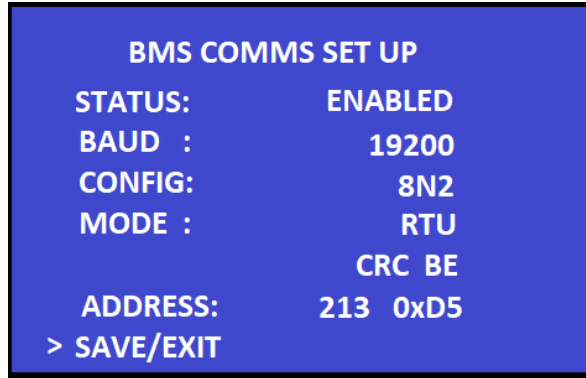 BMS COMMS SET UP
STATUS: ENABLED
BAUD : 19200
CONFIG: 8N2
MODE : RTU
CRC BE
ADDRESS: 213 0xD5
> SAVE/EXIT